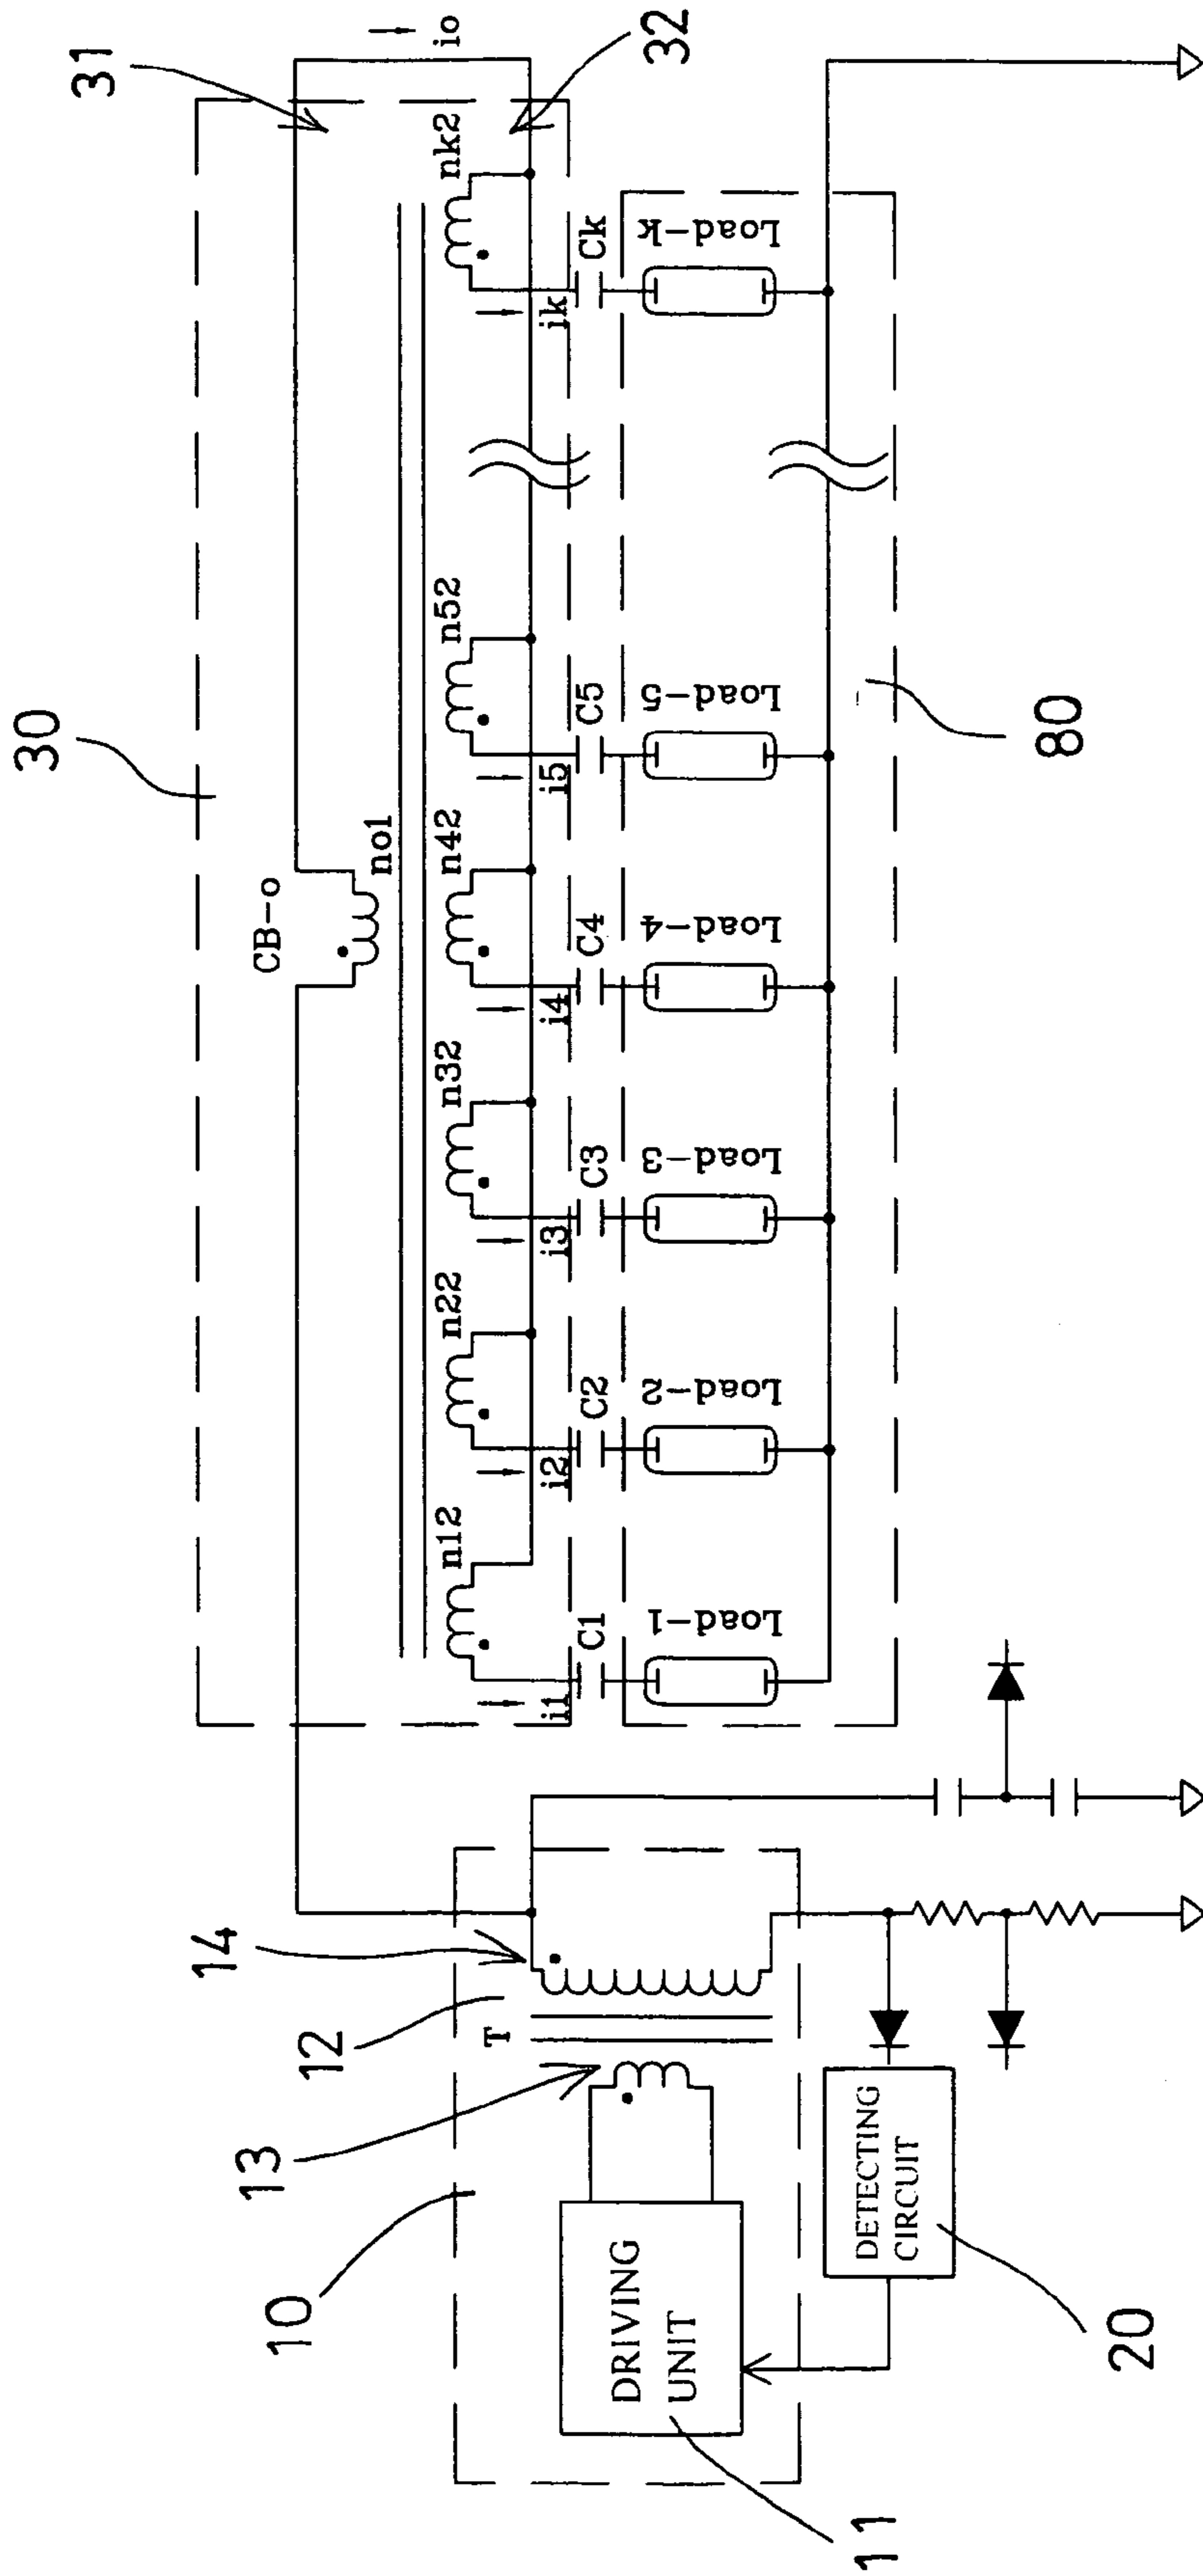 30
31
CB-o
no1
io
32
n12
n22
n32
n42
n52
nk2
i1
i2
i3
i4
i5
ik
C1
C2
C3
C4
C5
Ck
Load-1
Load-2
Load-3
Load-4
Load-5
Load-k
80
10
13
12
14
T
DRIVING
UNIT
11
DETECTING
CIRCUIT
20